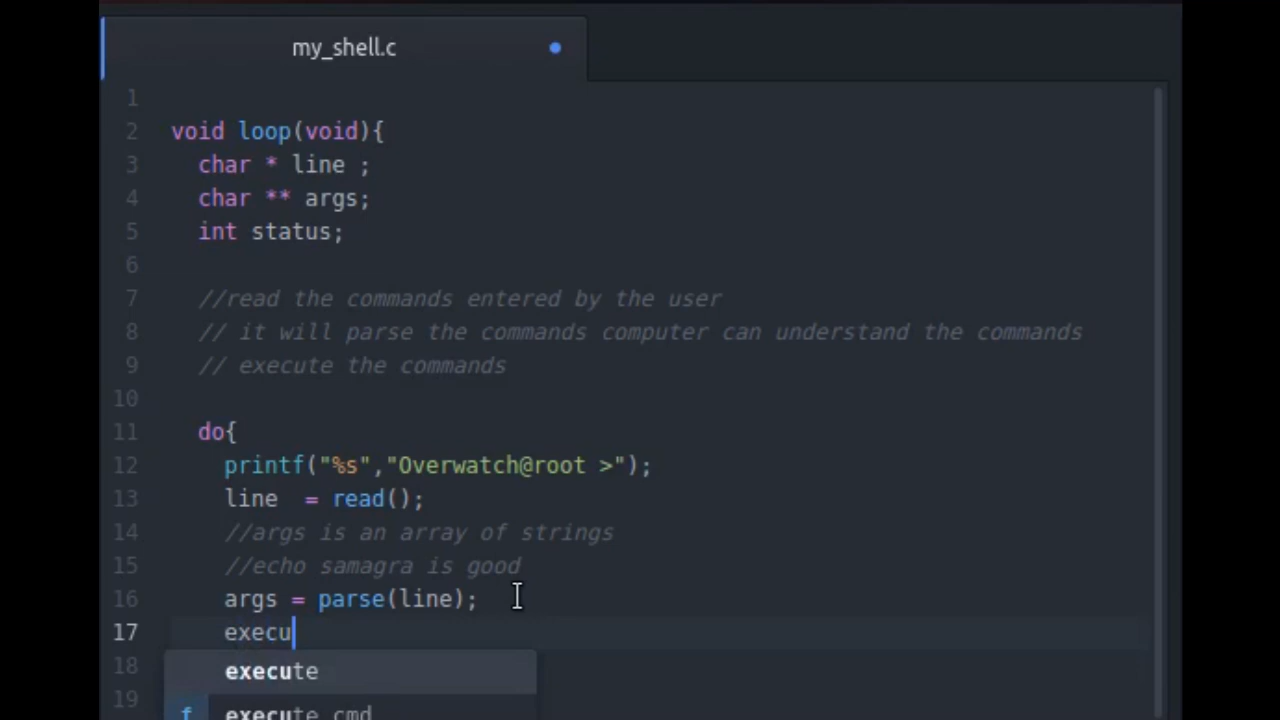 my_shell.c
1
2 void loop(void){
3 char * line ;
4 char ** args;
5 int status;
6
7 //read the commands entered by the user
8 // it will parse the commands computer can understand the commands
9 // execute the commands
10
11 do{
12 printf("%s","Overwatch@root >");
13 line  = read();
14 //args is an array of strings
15 //echo samagra is good
16 args = parse(line);
17 execu
18 execute
19
f execute_cmd